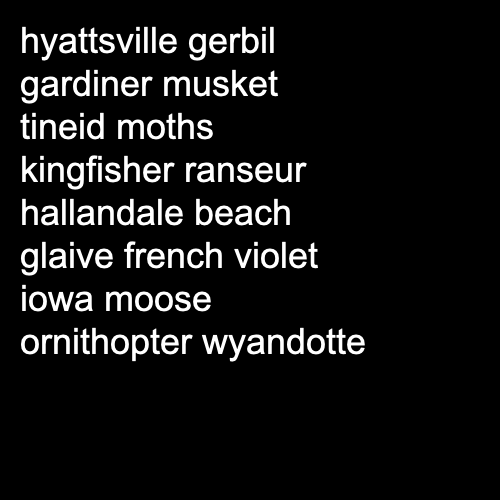 hyattsville gerbil
gardiner musket
tineid moths
kingfisher ranseur
hallandale beach
glaive french violet
iowa moose
ornithopter wyandotte